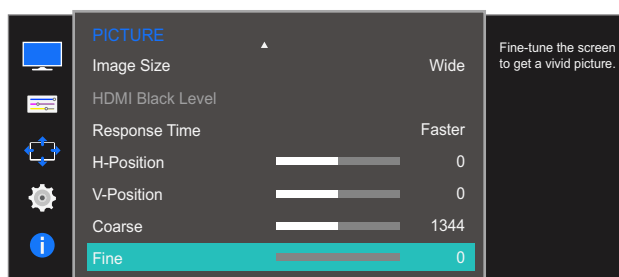 PICTURE
Image Size Wide
HDMI Black Level
Response Time Faster
H-Position 0
V-Position 0
Coarse 1344
Fine 0
Fine-tune the screen
to get a vivid picture.